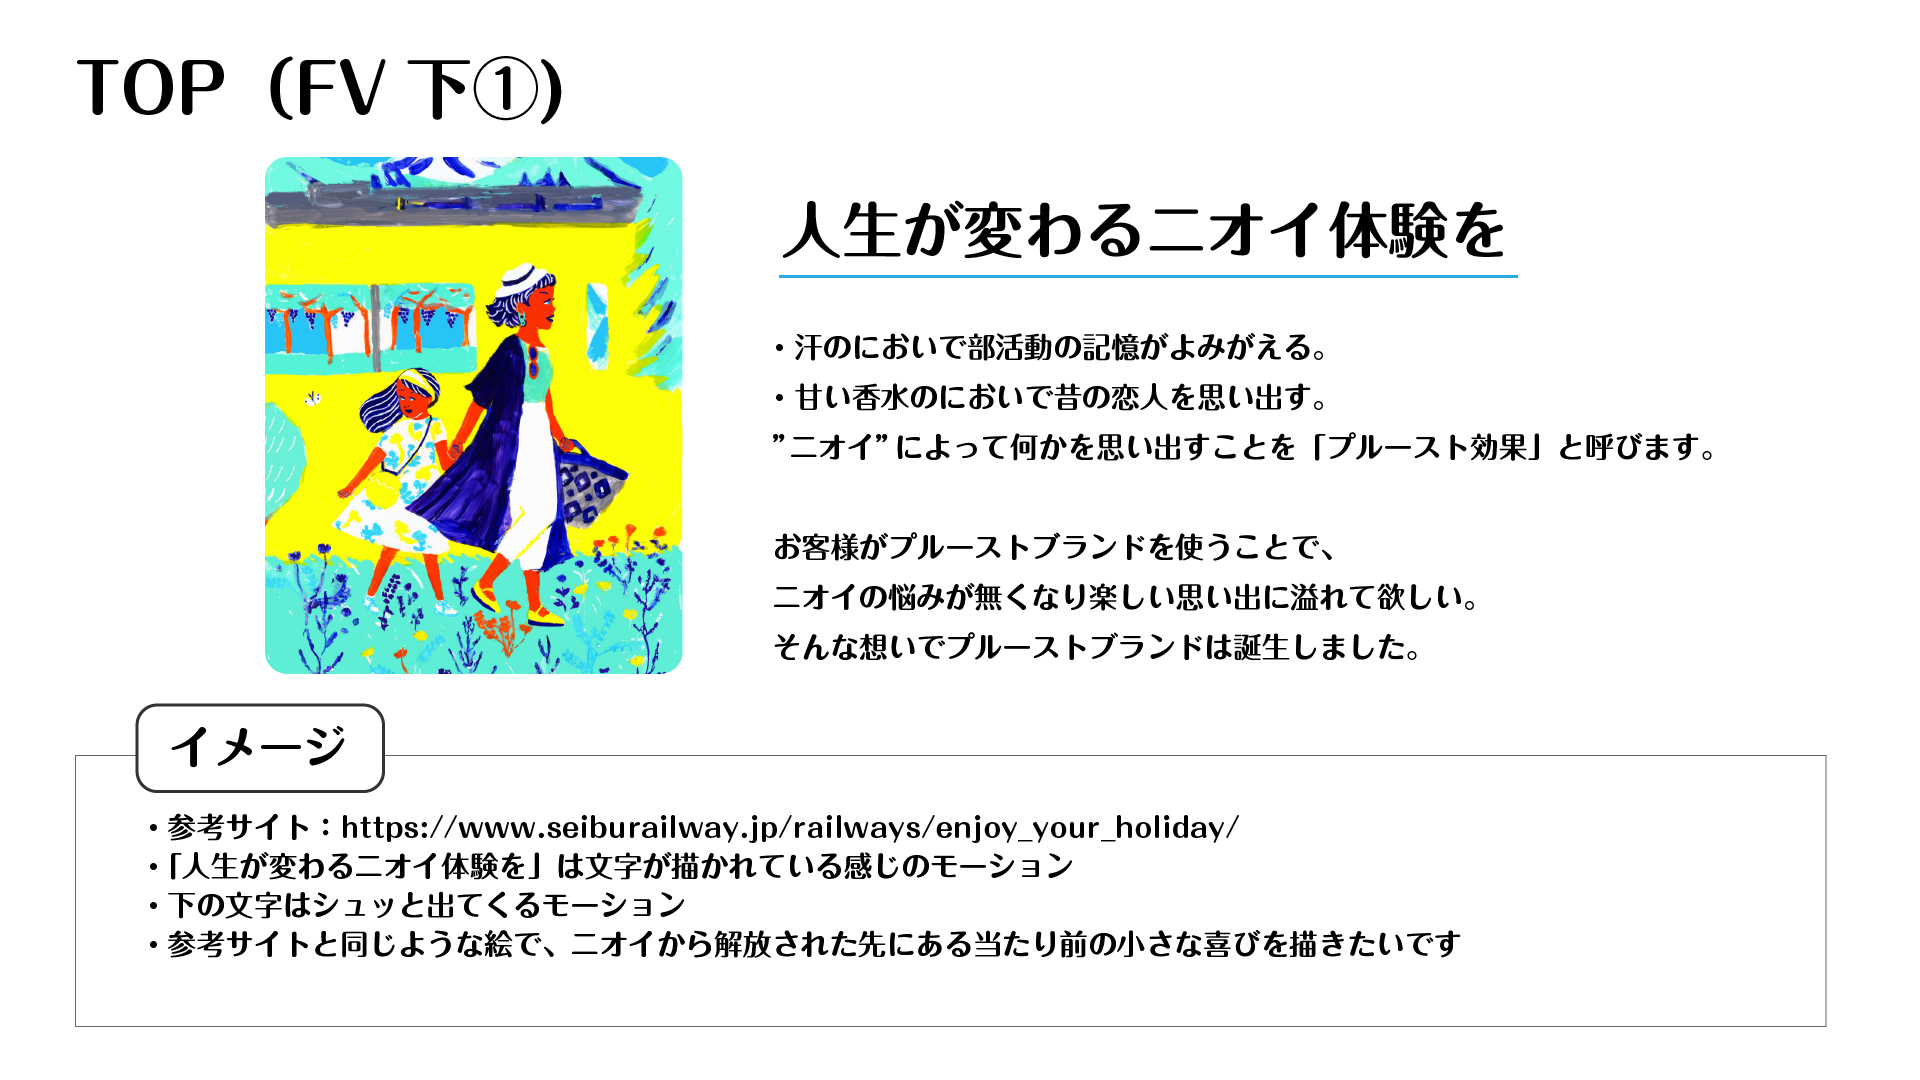 TOP（FV 下①）
人生が変わるニオイ体験を
・汗のにおいで部活動の記憶がよみがえる。
・甘い香水のにおいで昔の恋人を思い出す。
”ニオイ”によって何かを思い出すことを「プルースト効果」と呼びます。
お客様がプルーストブランドを使うことで、
ニオイの悩みが無くなり楽しい思い出に溢れて欲しい。
そんな想いでプルーストブランドは誕生しました。
イメージ
・参考サイト：https://www.seiburailway.jp/railways/enjoy_your_holiday/
・「人生が変わるニオイ体験を」は文字が描かれている感じのモーション
・下の文字はシュッと出てくるモーション
・参考サイトと同じような絵で、ニオイから解放された先にある当たり前の小さな喜びを描きたいです